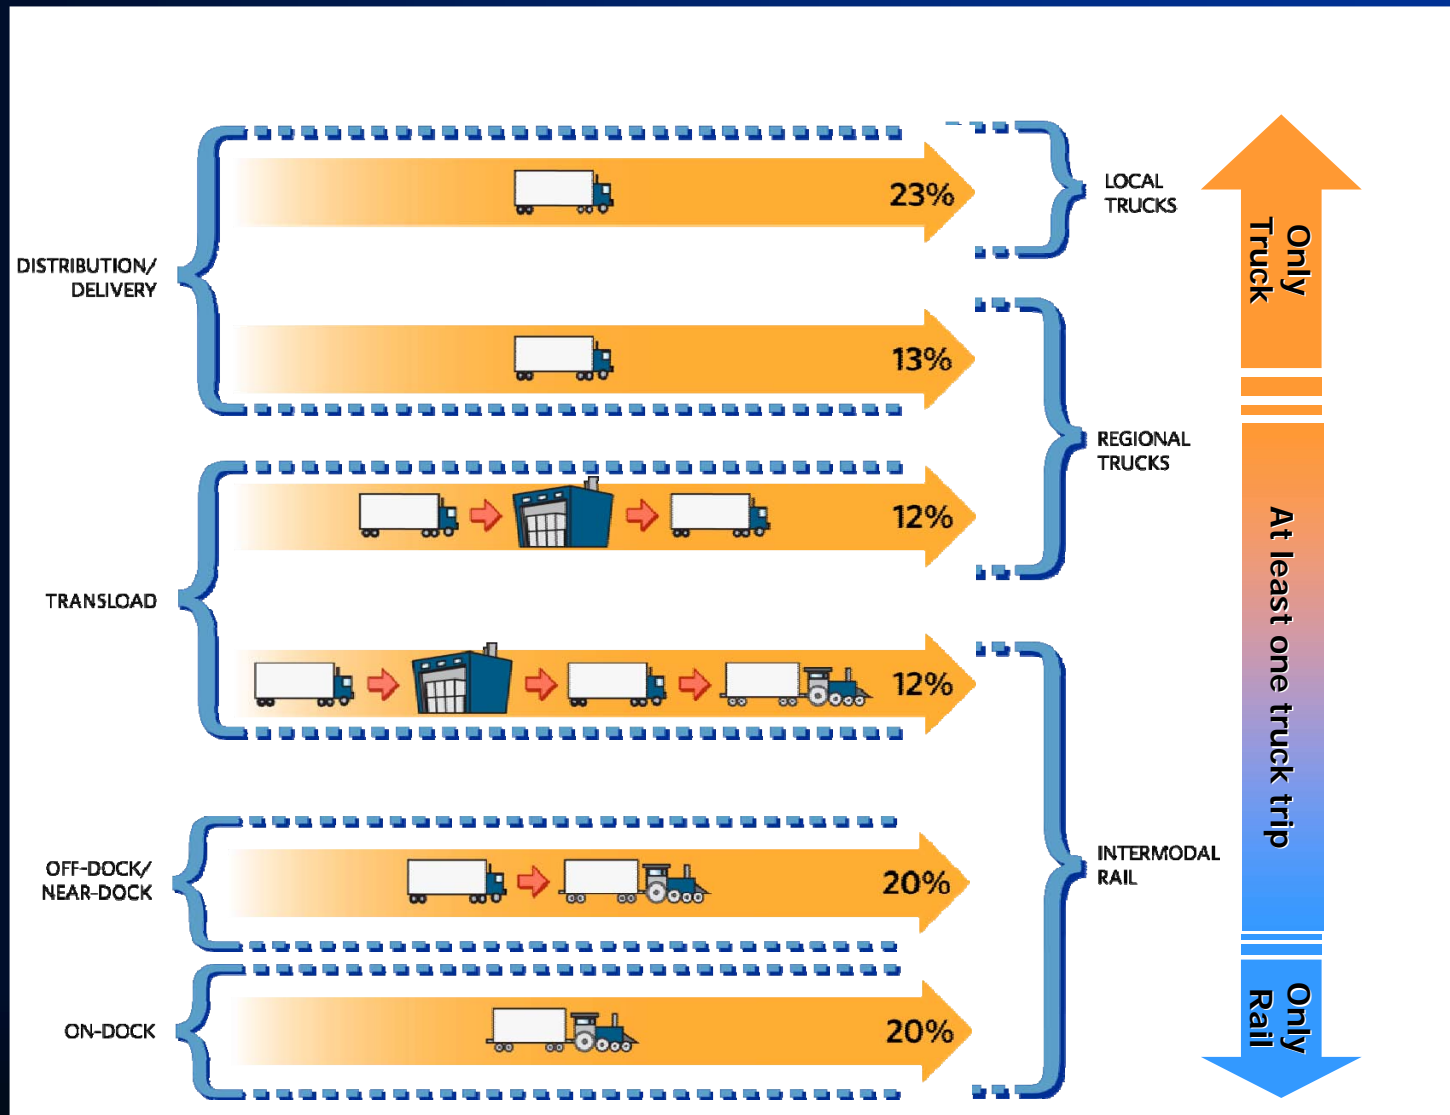 23%
LOCAL
TRUCKS
Only
Truck
DISTRIBUTION/
DELIVERY
13%
REGIONAL
TRUCKS
12%
TRANSLOAD
12%
At least one truck trip
OFF-DOCK/
NEAR-DOCK
20%
INTERMODAL
RAIL
ON-DOCK
20%
Only
Rail